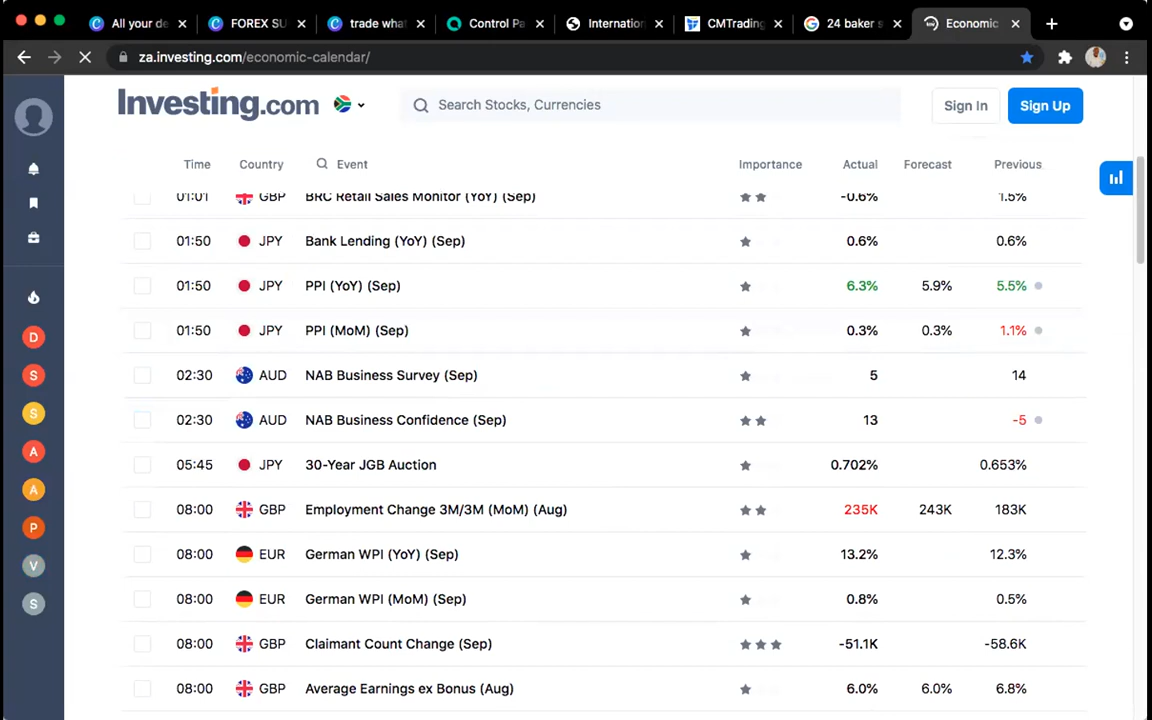 All your de
FOREX SU
trade what
Control Pa
Internation
CMTrading
24 baker s
Economic
za.investing.com/economic-calendar/
Investing.com
Search Stocks, Currencies
Sign In
Sign Up
Time Country Event Importance Actual Forecast Previous
01:01 GBP BRC Retail Sales Monitor (YoY) (Sep) -0.6% 1.5%
01:50 JPY Bank Lending (YoY) (Sep) 0.6% 0.6%
01:50 JPY PPI (YoY) (Sep) 6.3% 5.9% 5.5%
01:50 JPY PPI (MoM) (Sep) 0.3% 0.3% 1.1%
02:30 AUD NAB Business Survey (Sep) 5 14
02:30 AUD NAB Business Confidence (Sep) 13 -5
05:45 JPY 30-Year JGB Auction 0.702% 0.653%
08:00 GBP Employment Change 3M/3M (MoM) (Aug) 235K 243K 183K
08:00 EUR German WPI (YoY) (Sep) 13.2% 12.3%
08:00 EUR German WPI (MoM) (Sep) 0.8% 0.5%
08:00 GBP Claimant Count Change (Sep) -51.1K -58.6K
08:00 GBP Average Earnings ex Bonus (Aug) 6.0% 6.0% 6.8%
D
S
S
A
A
P
V
S